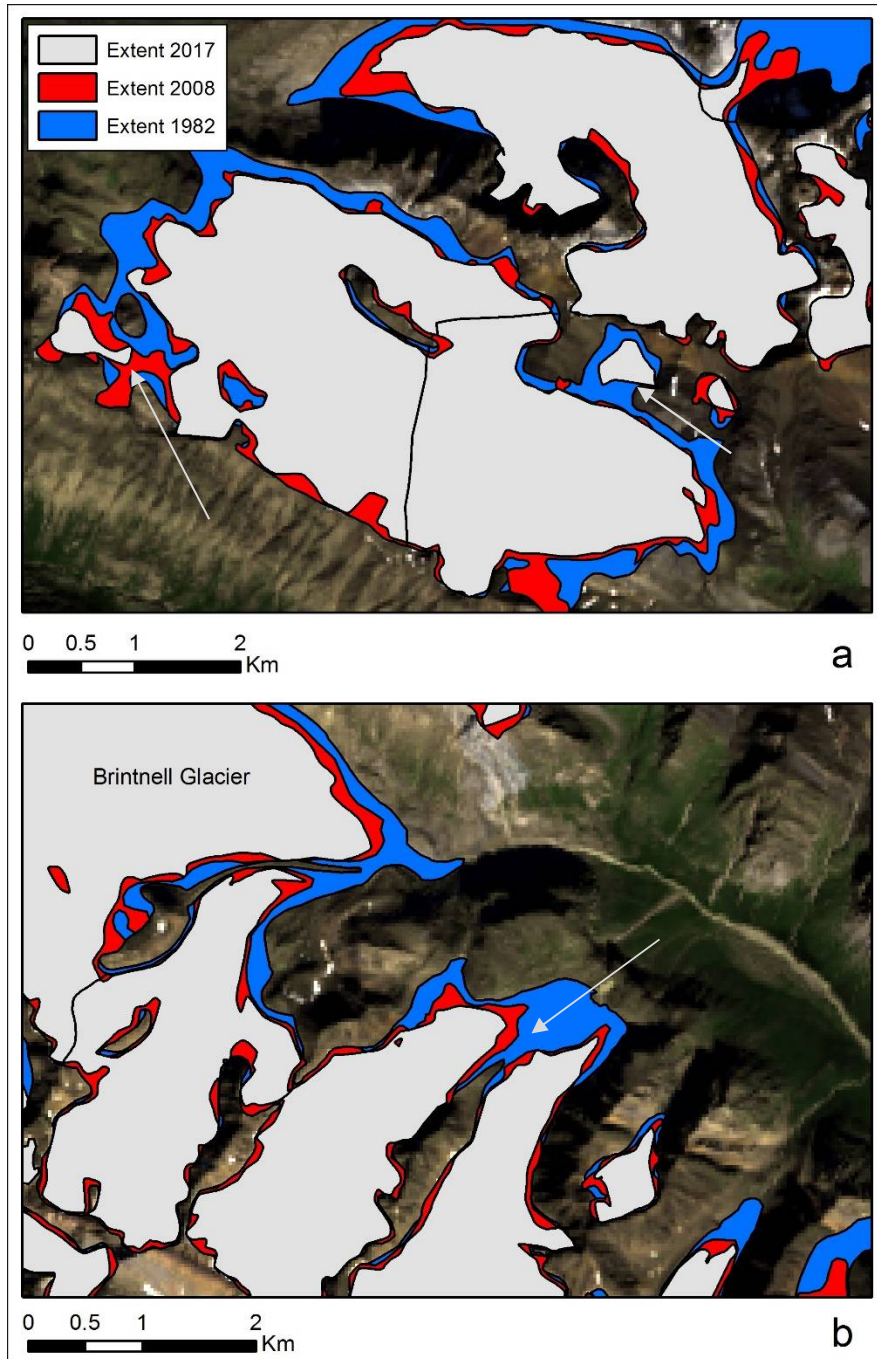 Extent 2017
Extent 2008
Extent 1982
0 0.5 1 2
Km
a
Brintnell Glacier
0 0.5 1 2
Km
b